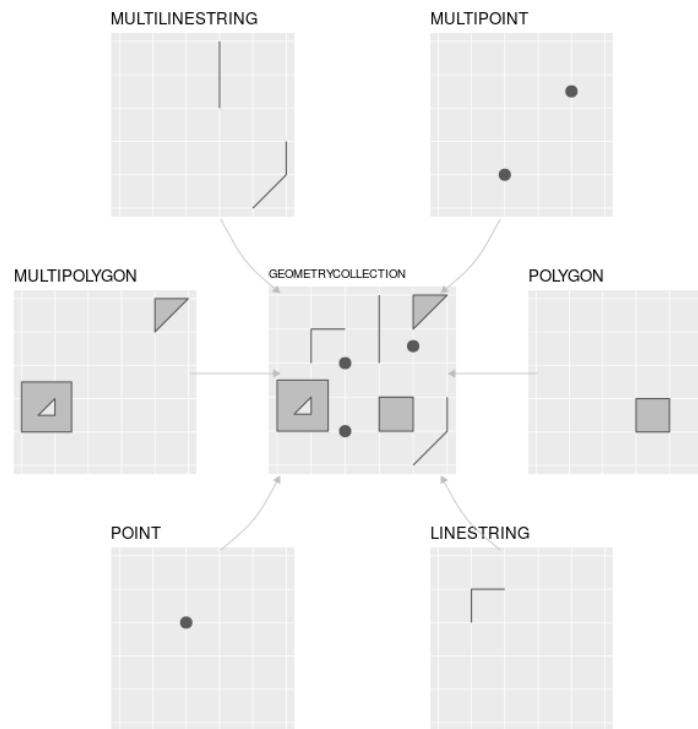 MULTILINESTRING
MULTIPOINT
MULTIPOLYGON
GEOMETRYCOLLECTION
POLYGON
POINT
LINESTRING